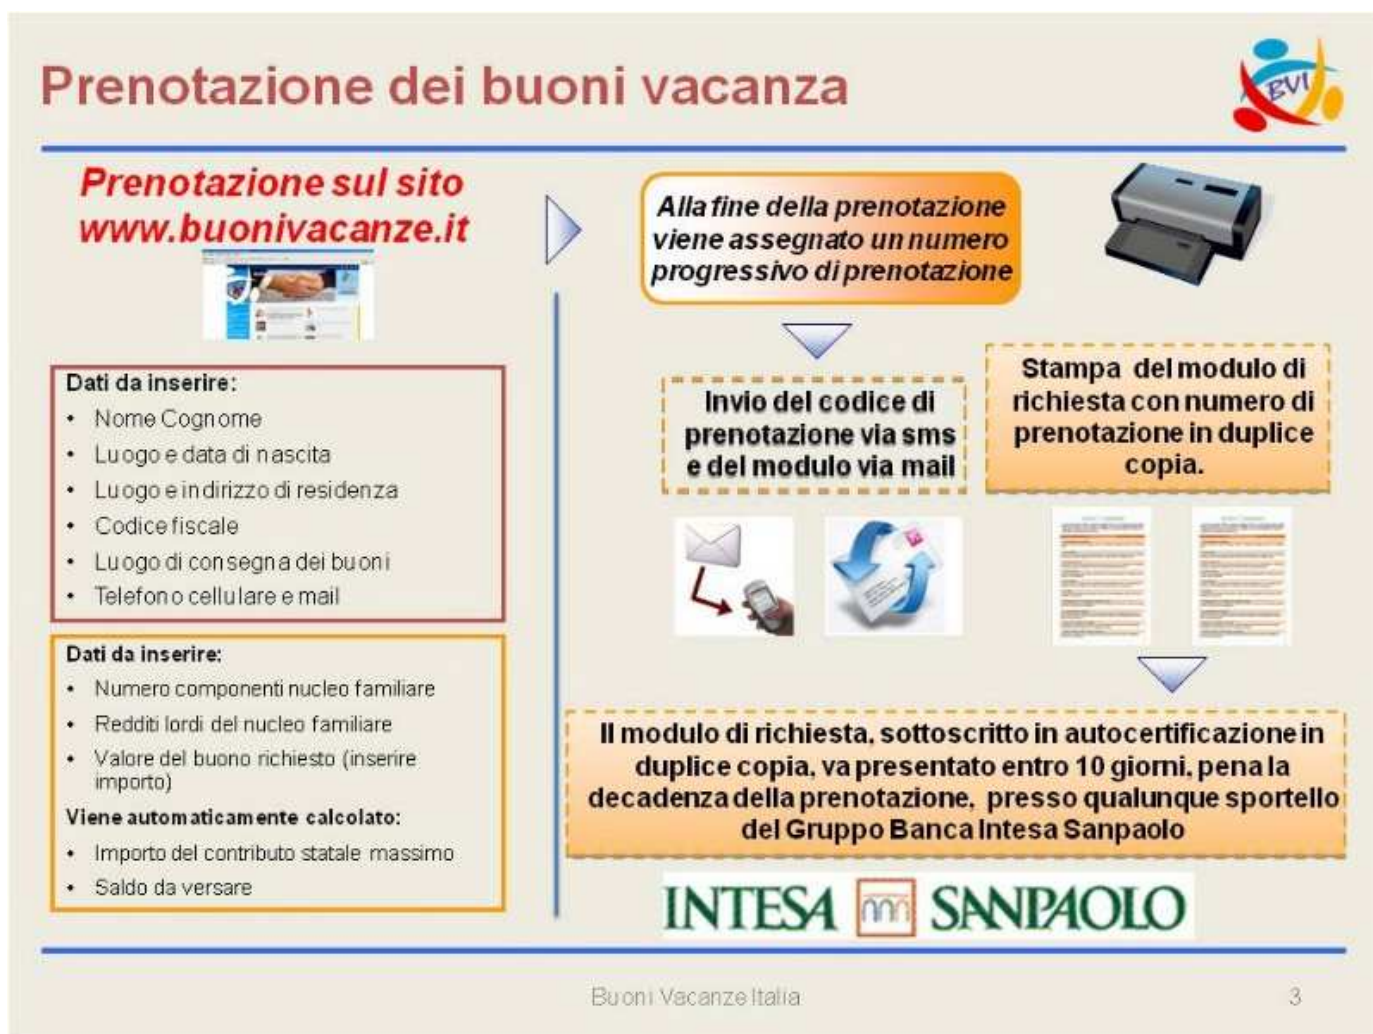 Prenotazione dei buoni vacanza
BVI
Prenotazione sul sito
www.buonivacanze.it
Dati da inserire:
• Nome Cognome
• Luogo e data di nascita
• Luogo e indirizzo di residenza
• Codice fiscale
• Luogo di consegna dei buoni
• Telefono cellulare e mail
Dati da inserire:
• Numero componenti nucleo familiare
• Redditi lordi del nucleo familiare
• Valore del buono richiesto (inserire
importo)
Viene automaticamente calcolato:
• Importo del contributo statale massimo
• Saldo da versare
Alla fine della prenotazione
viene assegnato un numero
progressivo di prenotazione
Invio del codice di
prenotazione via sms
e del modulo via mail
Stampa del modulo di
richiesta con numero di
prenotazione in duplice
copia.
Il modulo di richiesta, sottoscritto in autocertificazione in
duplice copia, va presentato entro 10 giorni, pena la
decadenza della prenotazione, presso qualunque sportello
del Gruppo Banca Intesa Sanpaolo
INTESA SANPAOLO
Buoni Vacanze Italia
3